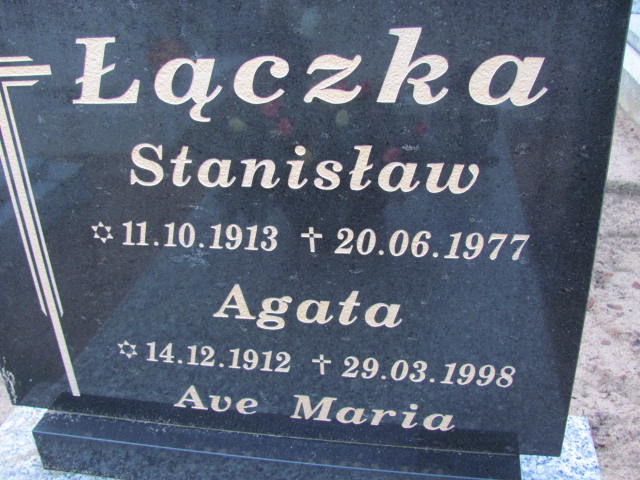 Łączka
Stanisław
✡ 11.10.1913 ✝ 20.06.1977
Agata
✡ 14.12.1912 ✝ 29.03.1998
Ave Maria